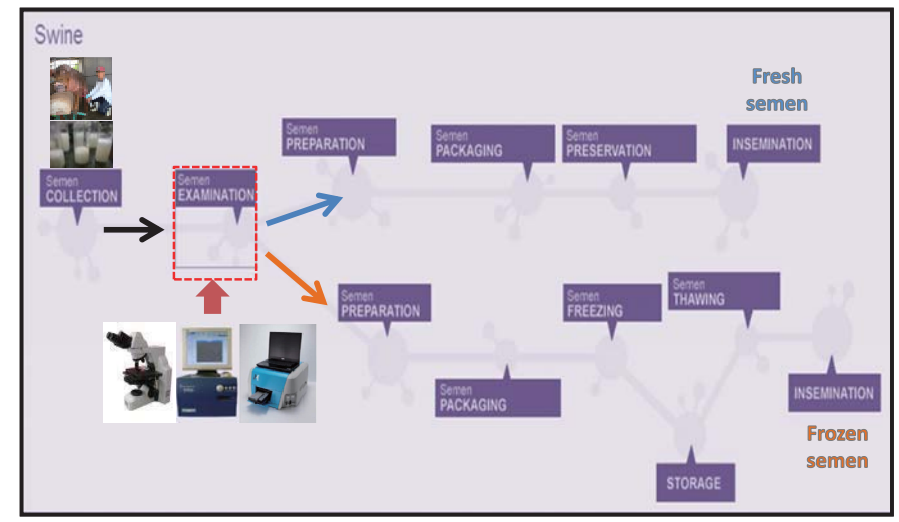 Swine
Semen
COLLECTION
Semen
EXAMINATION
Semen
PREPARATION
Semen
PACKAGING
Semen
PRESERVATION
Fresh
semen
INSEMINATION
Semen
PREPARATION
Semen
PACKAGING
Semen
FREEZING
STORAGE
Semen
THAWING
INSEMINATION
Frozen
semen